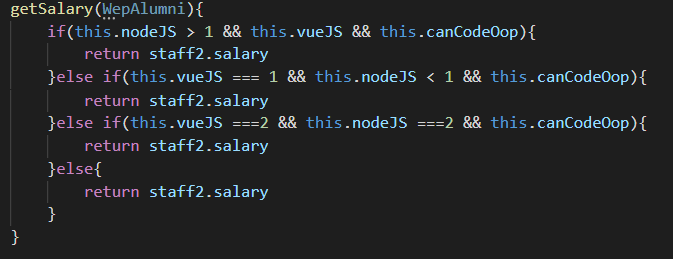 getSalary(WepAlumni){
    if(this.nodeJS > 1 && this.vueJS && this.canCodeOop){
        return staff2.salary
    }else if(this.vueJS === 1 && this.nodeJS < 1 && this.canCodeOop){
        return staff2.salary
    }else if(this.vueJS ===2 && this.nodeJS ===2 && this.canCodeOop){
        return staff2.salary
    }else{
        return staff2.salary
    }
}